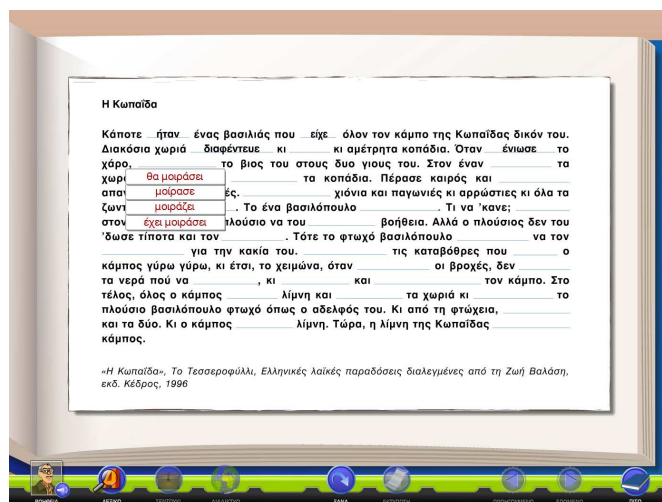 Η Κωπαΐδα
Κάποτε ήταν ένας βασιλιάς που είχε όλον τον κάμπο της Κωπαΐδας δικόν του.
Διακόσια χωριά διαφέντευε κι κι αμέτρητα κοπάδια. Όταν ένιωσε το
χάρο, το βιος του στους δυο γιους του. Στον έναν τα
τα κοπάδια. Πέρασε καιρός και
χιόνια και παγωνιές κι αρρώστιες κι όλα τα
Το ένα βασιλόπουλο . Τι να 'κανε;
στον πλούσιο να του βοήθεια. Αλλά ο πλούσιος δεν του
'δωσε τίποτα και τον . Τότε το φτωχό βασιλόπουλο να τον
για την κακία του. τις καταβόθρες που ο
κάμπος γύρω γύρω, κι έτσι, το χειμώνα, όταν οι βροχές, δεν
τα νερά πού να , κι και τον κάμπο. Στο
τέλος, όλος ο κάμπος λίμνη και τα χωριά κι το
πλούσιο βασιλόπουλο φτωχό όπως ο αδελφός του. Κι από τη φτώχεια,
και τα δύο. Κι ο κάμπος λίμνη. Τώρα, η λίμνη της Κωπαΐδας
κάμπος.
θα μοιράσει
μοίρασε
μοιράζει
έχει μοιράσει
«Η Κωπαΐδα», Το Τεσσεροφύλλι, Ελληνικές λαϊκές παραδόσεις διαλεγμένες από τη Ζωή Βαλάση,
εκδ. Κέδρος, 1996